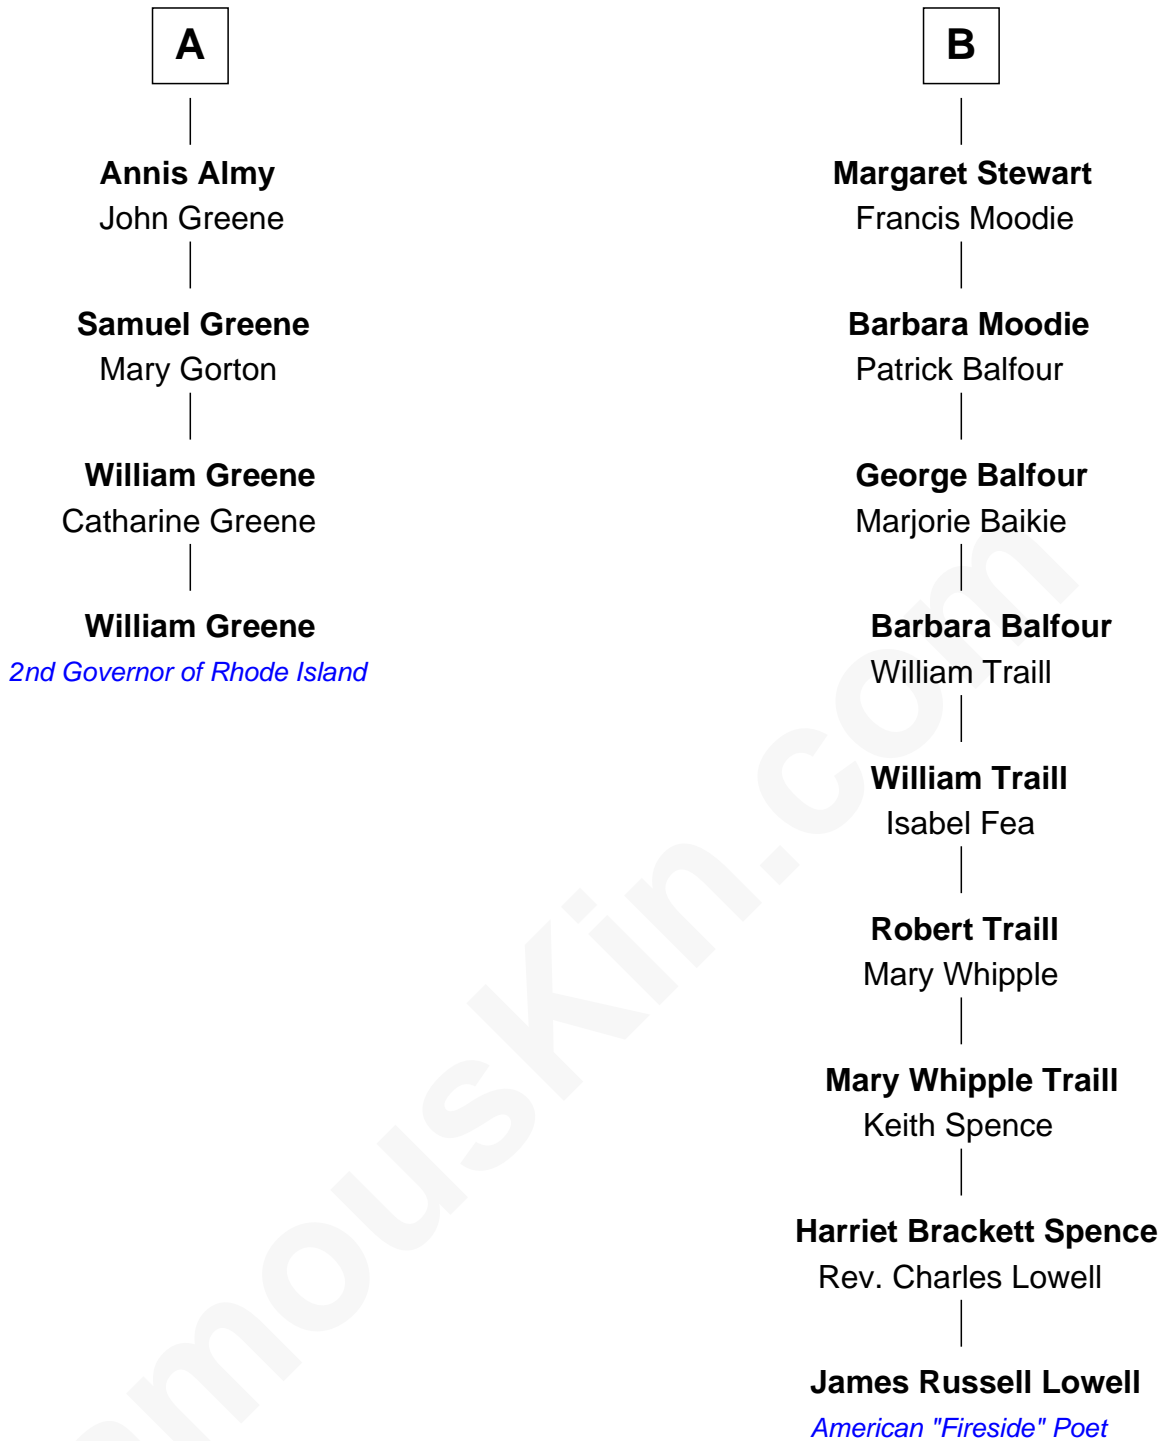 A
Annis Almy
John Greene
Samuel Greene
Mary Gorton
William Greene
Catharine Greene
William Greene
2nd Governor of Rhode Island
B
Margaret Stewart
Francis Moodie
Barbara Moodie
Patrick Balfour
George Balfour
Marjorie Baikie
Barbara Balfour
William Traill
William Traill
Isabel Fea
Robert Traill
Mary Whipple
Mary Whipple Traill
Keith Spence
Harriet Brackett Spence
Rev. Charles Lowell
James Russell Lowell
American "Fireside" Poet
amouskin.com